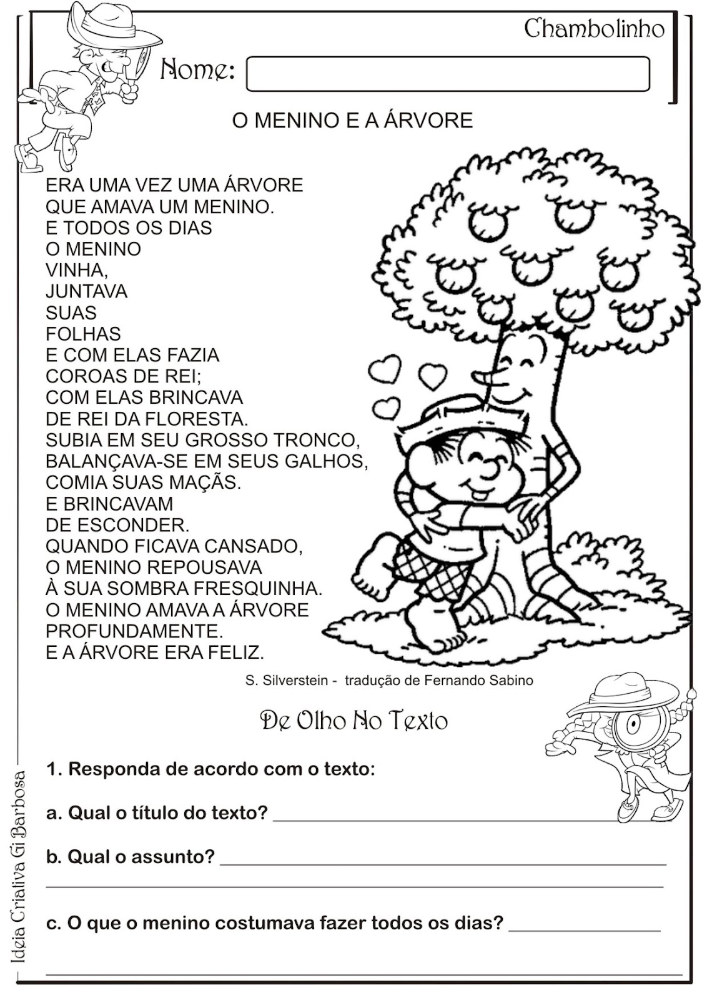 Chambolinho
Nome:
O MENINO E A ÁRVORE
ERA UMA VEZ UMA ÁRVORE
QUE AMAVA UM MENINO.
E TODOS OS DIAS
O MENINO
VINHA,
JUNTAVA
SUAS
FOLHAS
E COM ELAS FAZIA
COROAS DE REI;
COM ELAS BRINCAVA
DE REI DA FLORESTA.
SUBIA EM SEU GROSSO TRONCO,
BALANÇAVA-SE EM SEUS GALHOS,
COMIA SUAS MAÇÃS.
E BRINCAVAM
DE ESCONDER.
QUANDO FICAVA CANSADO,
O MENINO REPOUSAVA
À SUA SOMBRA FRESQUINHA.
O MENINO AMAVA A ÁRVORE
PROFUNDAMENTE.
E A ÁRVORE ERA FELIZ.
S. Silverstein - tradução de Fernando Sabino
De Olho No Texto
1. Responda de acordo com o texto:
a. Qual o título do texto?
b. Qual o assunto?
c. O que o menino costumava fazer todos os dias?
Ideia Criativa Gi Barbosa